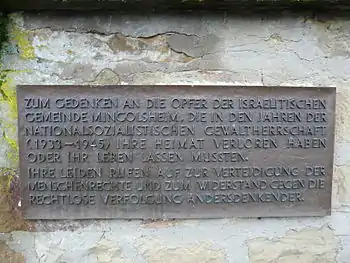 ZUM GEDENKEN AN DIE OPFER DER ISRAELITISCHEN
GEMEINDE MINGOLSHEIM, DIE IN DEN JAHREN DER
NATIONALSOZIALISTISCHEN GEWALTHERRSCHAFT
(1933-1945) IHRE HEIMAT VERLOREN HABEN
ODER IHR LEBEN LASSEN MUSSTEN.
IHRE LEIDEN RUFEN AUF ZUR VERTEIDIGUNG DER
MENSCHENRECHTE UND ZUM WIDERSTAND GEGEN DIE
RECHTLOSE VERFOLGUNG ANDERSDENKENDER.